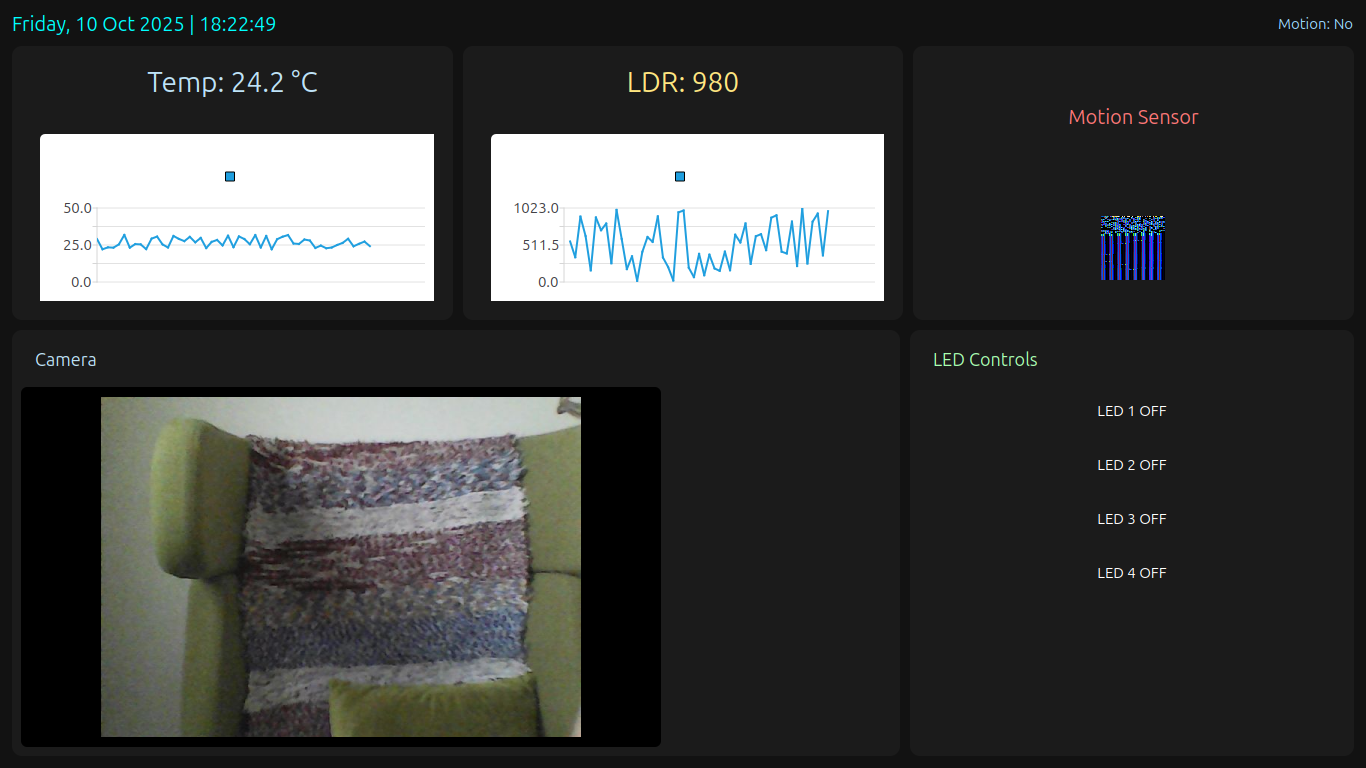 Friday, 10 Oct 2025 | 18:22:49
Motion: No
Temp: 24.2 °C
50.0
25.0
0.0
LDR: 980
1023.0
511.5
0.0
Motion Sensor
Camera
LED Controls
LED 1 OFF
LED 2 OFF
LED 3 OFF
LED 4 OFF